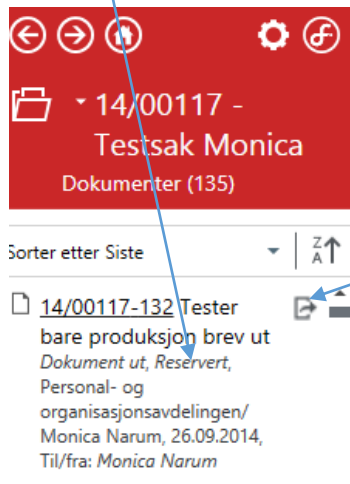 14/00117 -
Testsak Monica
Dokumenter (135)
Sorter etter Siste
Z
A
14/00117-132 Tester
bare produksjon brev ut
Dokument ut, Reservert,
Personal- og
organisasjonsavdelingen/
Monica Narum, 26.09.2014,
Til/fra: Monica Narum